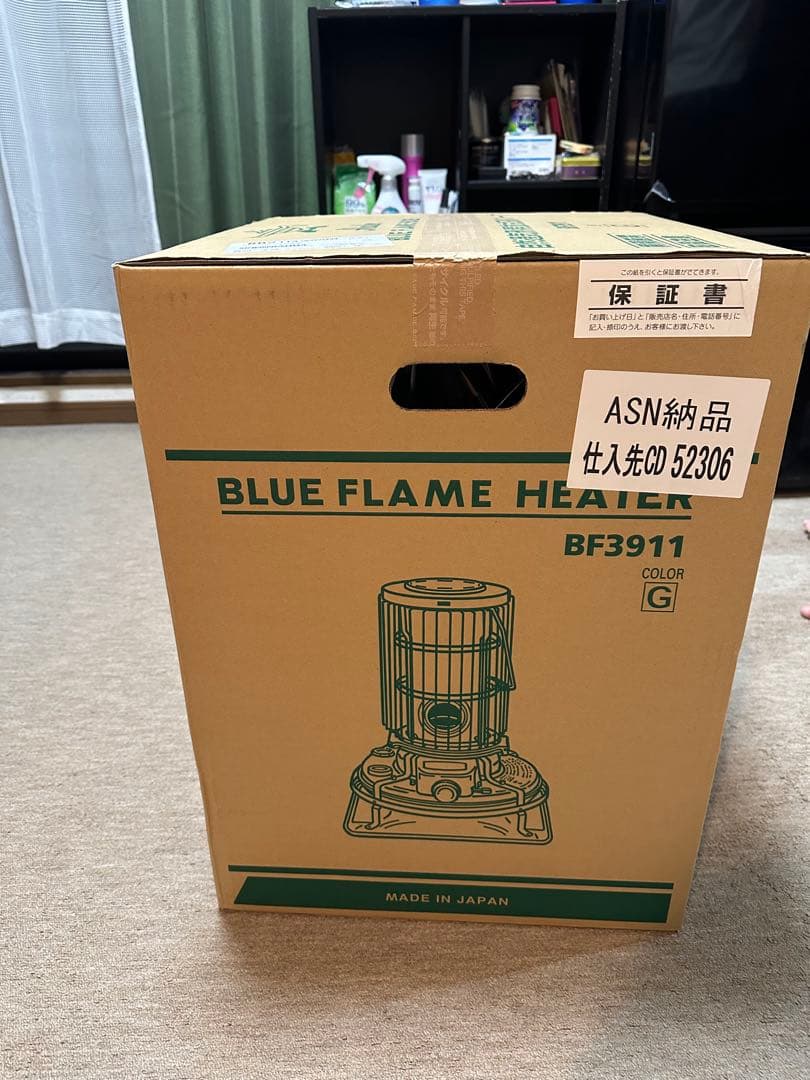 この紙を引くと保証書がでてきます。
保証書
「お買い上げ日」と「販売店名・住所・電話番号」に
記入・捺印のうえ、お客様にお渡し下さい。
ASN納品
仕入先CD 52306
BLUE FLAME HEATER
BF3911
COLOR
G
MADE IN JAPAN